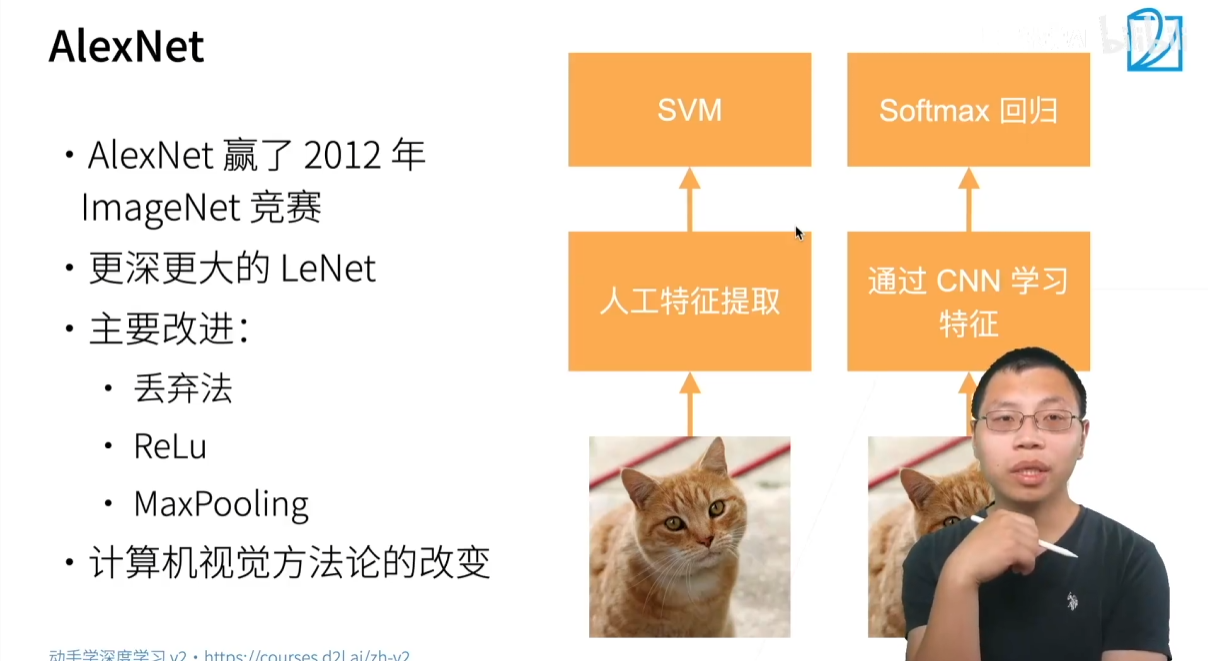 AlexNet
• AlexNet 赢了 2012 年
ImageNet 竞赛
• 更深更大的 LeNet
• 主要改进：
• 丢弃法
• ReLu
• MaxPooling
• 计算机视觉方法论的改变
SVM
人工特征提取
Softmax 回归
通过 CNN 学习
特征
bilibili
动手学深度学习 v2 • https://courses.d2l.ai/zh-v2